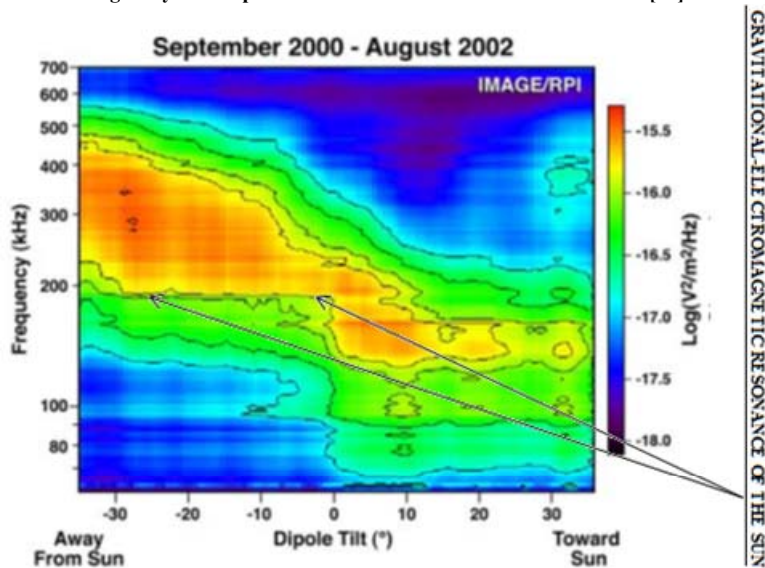 September 2000 - August 2002
IMAGE/RPI
700
600
500
400
300
200
100
80
Frequency (kHz)
-30
-20
-10
0
10
20
30
Away
From Sun
Dipole Tilt (°)
Toward
Sun
-15.5
-16.0
-16.5
-17.0
-17.5
-18.0
Log(V²/m²/Hz)
GRAVITATIONAL-ELECTROMAGNETIC RESONANCE OF THE SUN